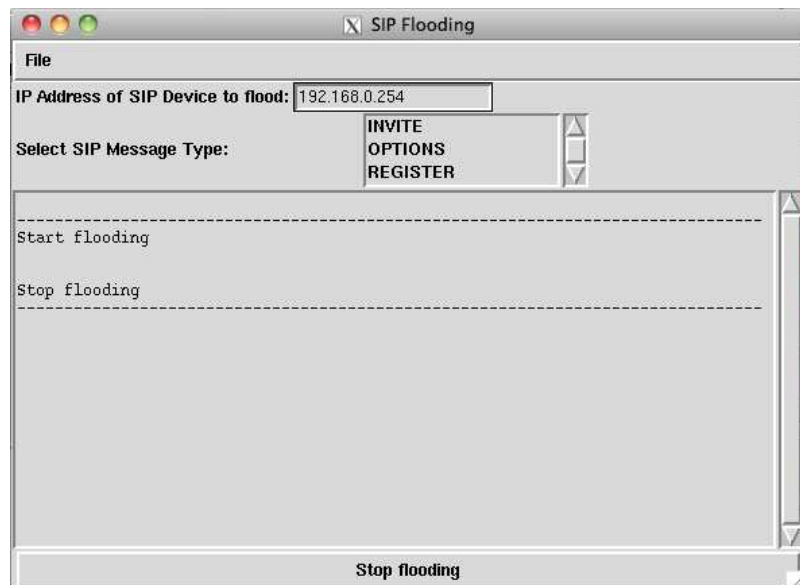 SIP Flooding
File
IP Address of SIP Device to flood: 192.168.0.254
Select SIP Message Type:
INVITE
OPTIONS
REGISTER
--------------------------------------------------------------------------
Start flooding
Stop flooding
--------------------------------------------------------------------------
Stop flooding